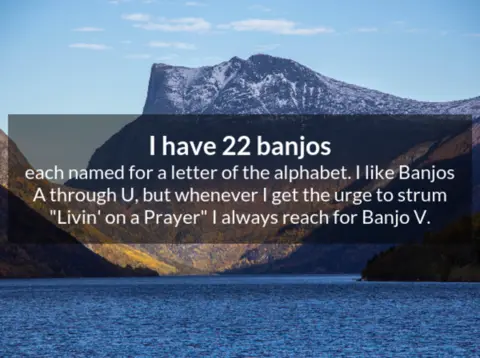 I have 22 banjos
each named for a letter of the alphabet. I like Banjos
A through U, but whenever I get the urge to strum
"Livin' on a Prayer" I always reach for Banjo V.